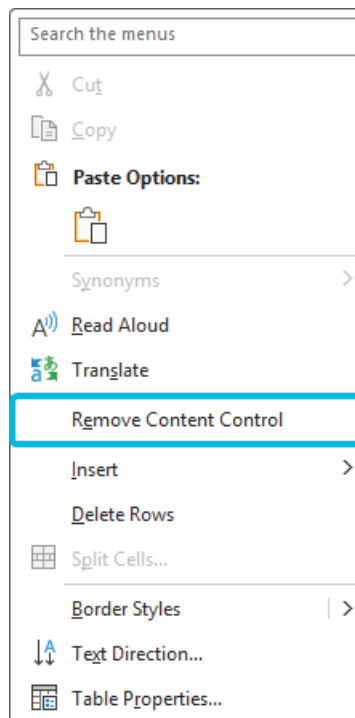 Search the menus
Cut
Copy
Paste Options:
Synonyms
Read Aloud
Translate
Remove Content Control
Insert
Delete Rows
Split Cells...
Border Styles
Text Direction...
Table Properties...